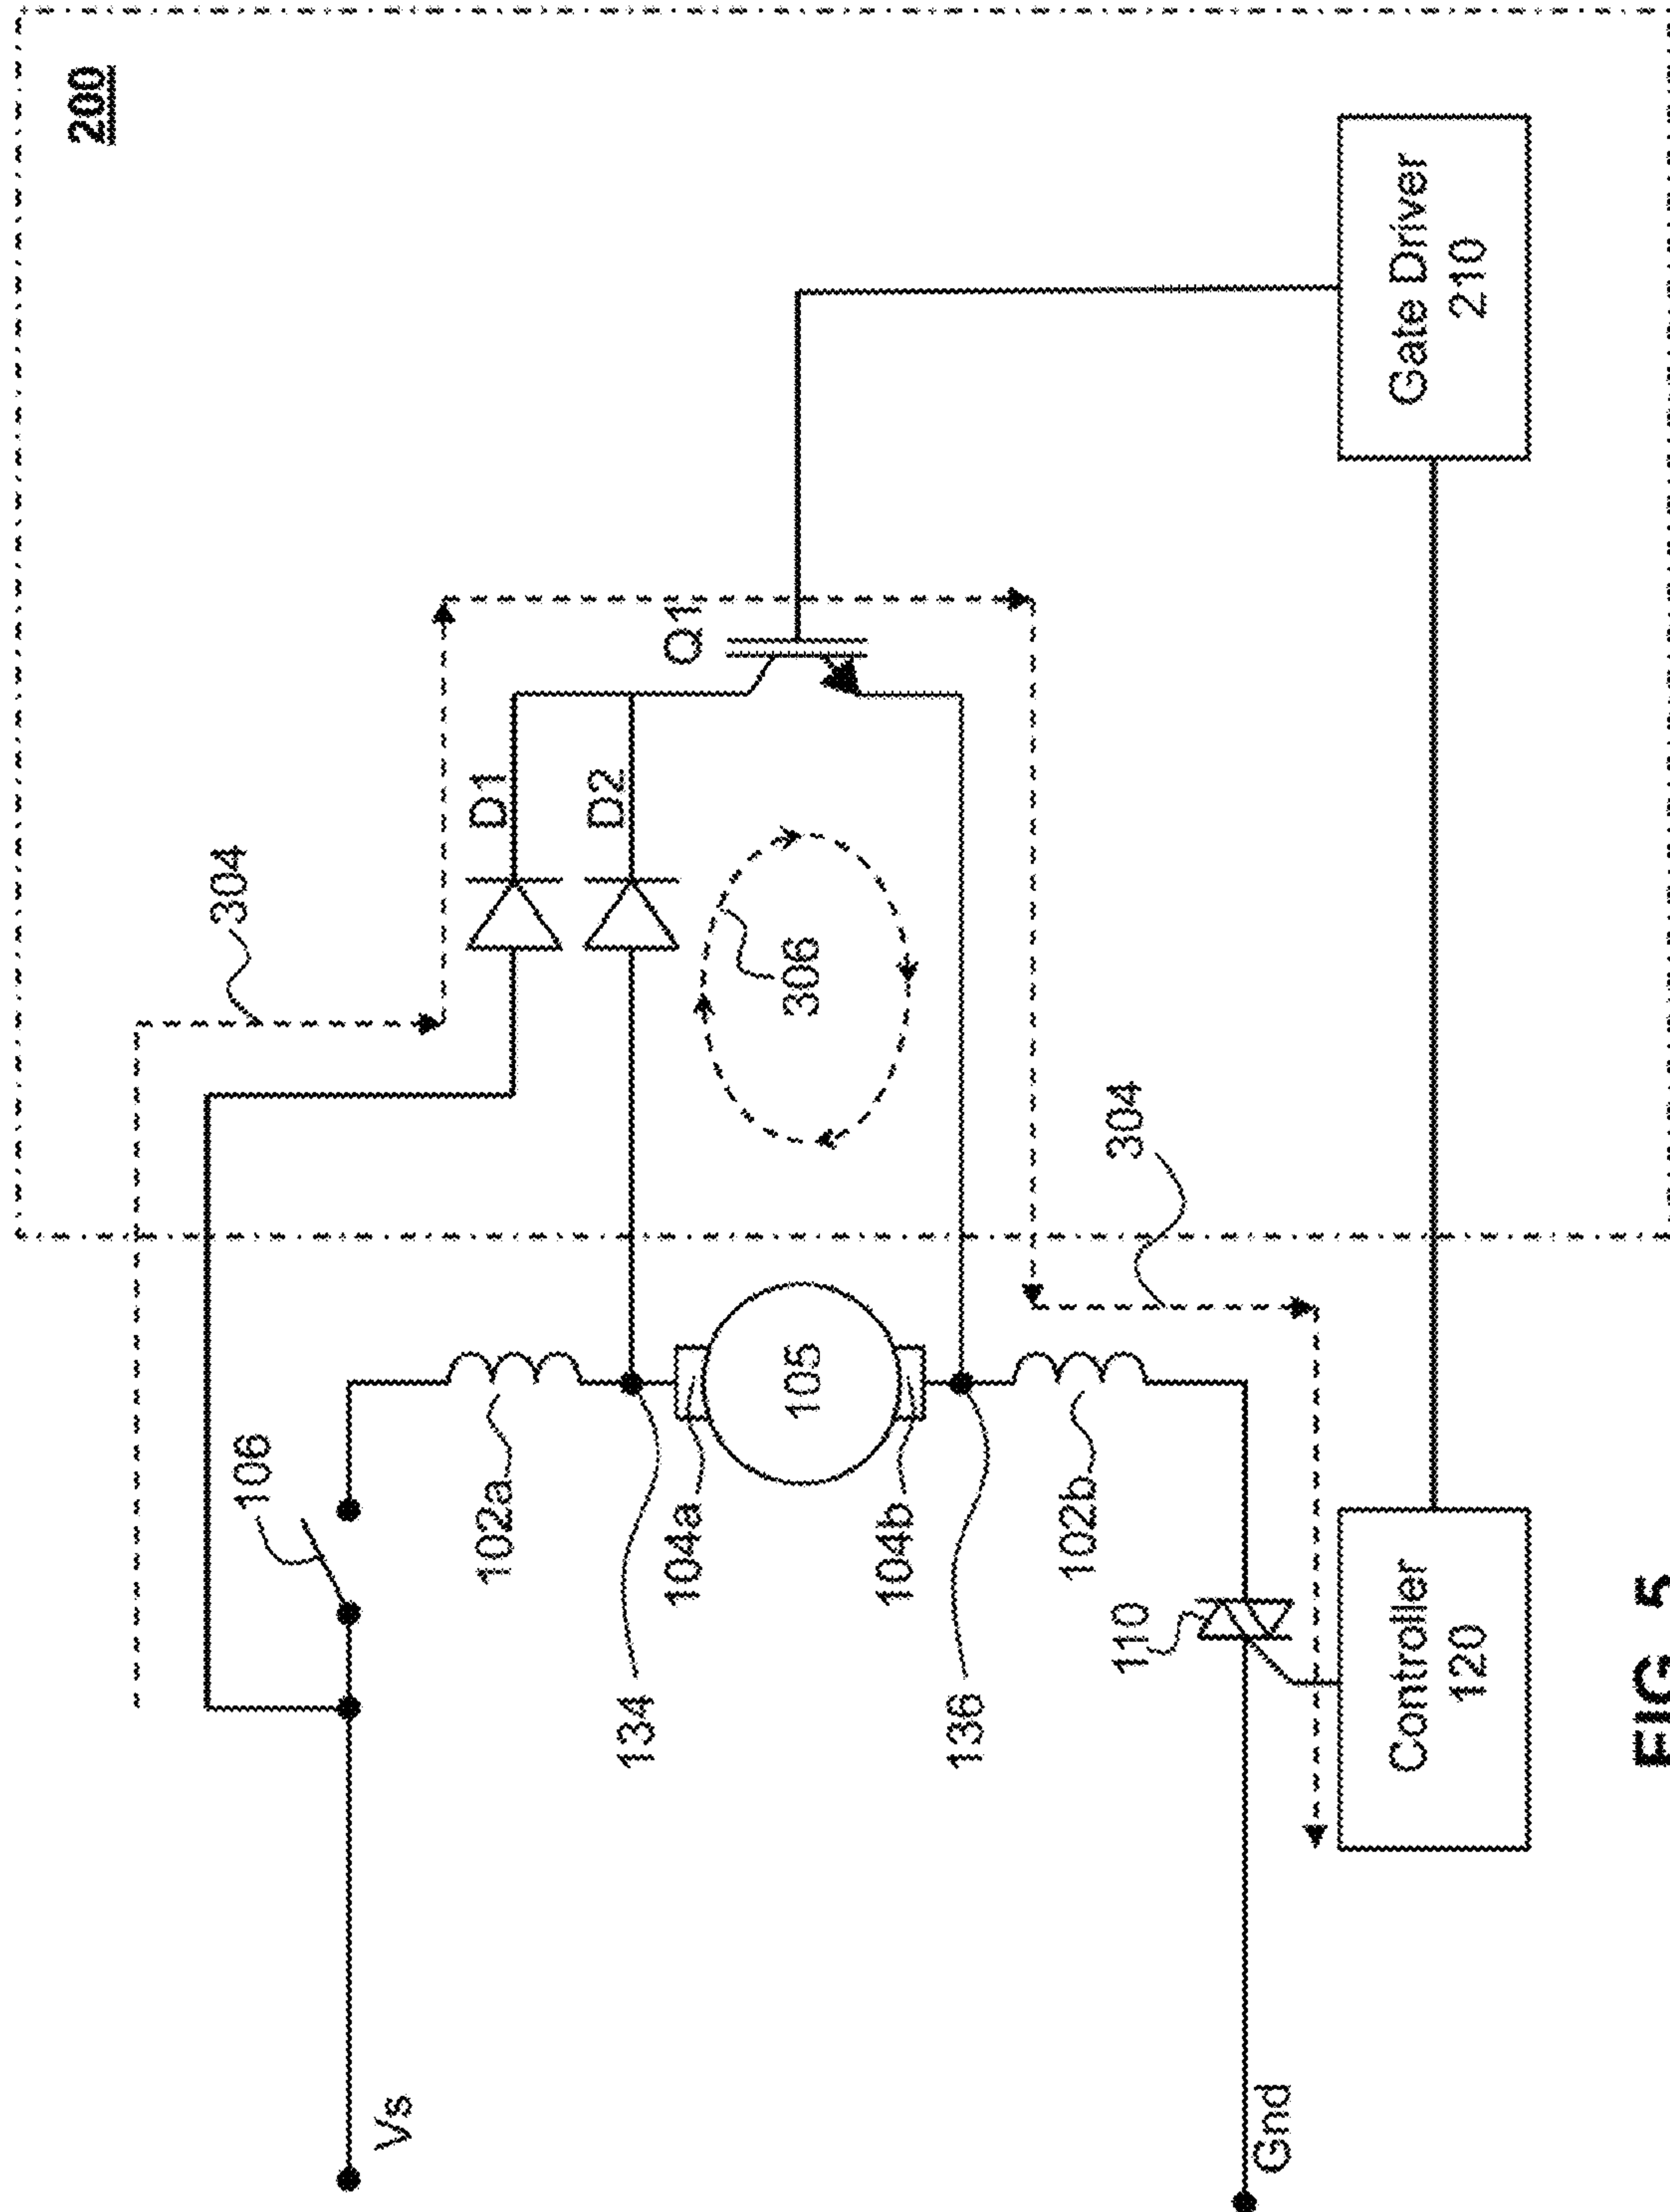 200
304
106
D1
D2
Q1
102a
134
104a
105
306
104b
136
102b
304
110
Vs
Gnd
Controller
120
Gate Driver
210
FIG. 5